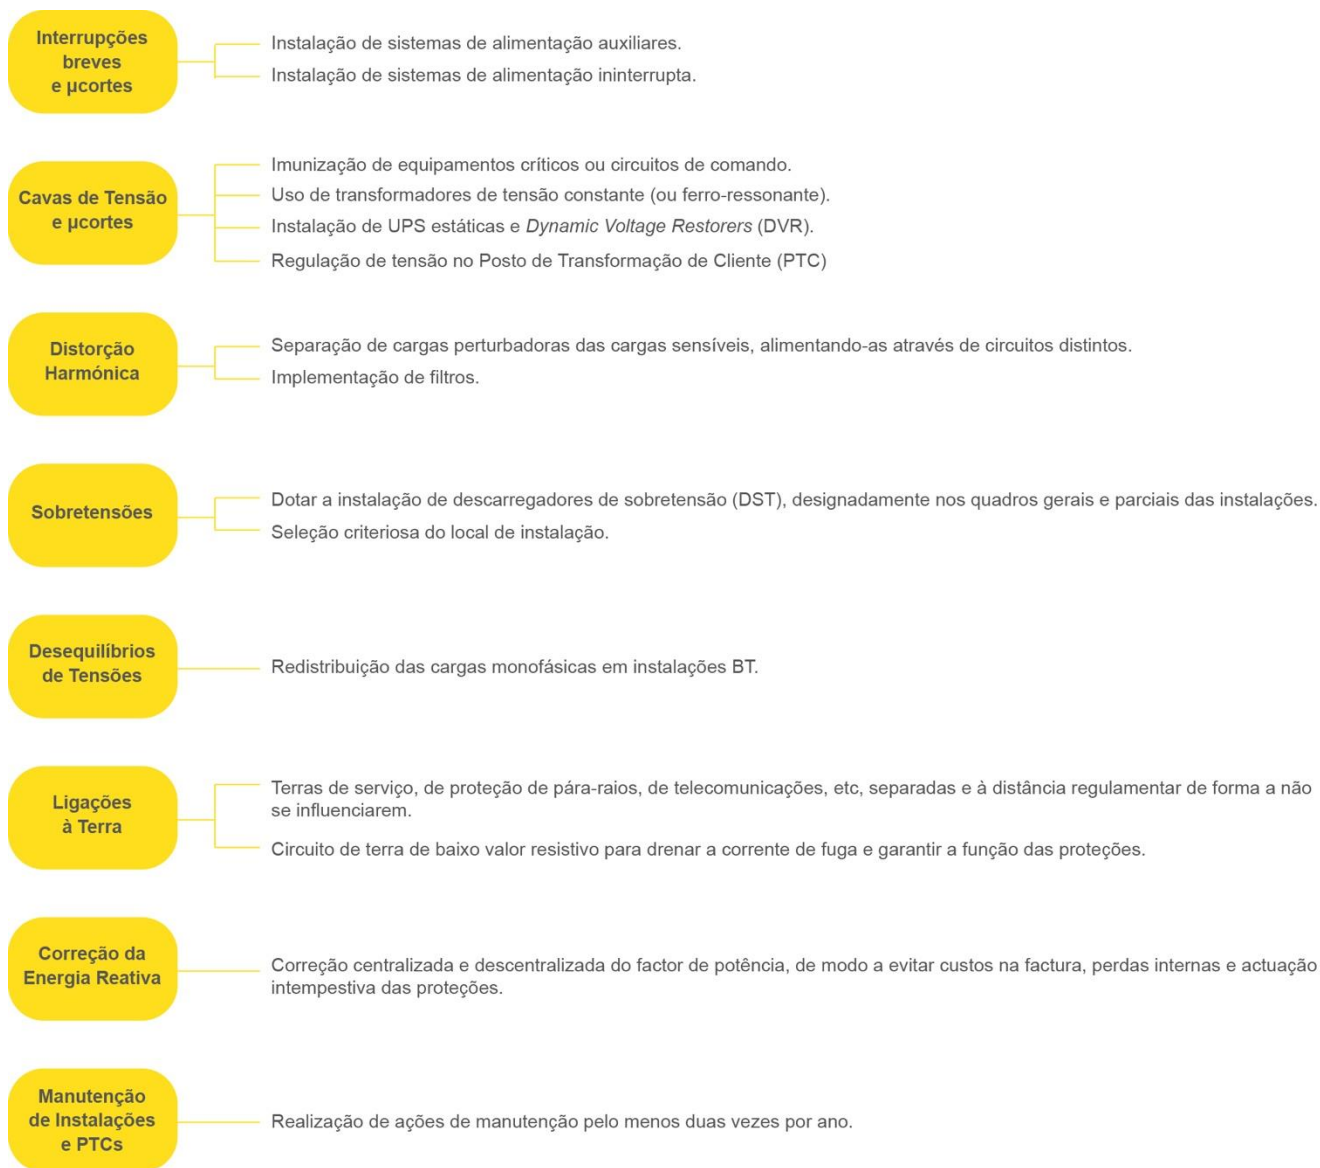 Interrupções
breves
e µcortes
Instalação de sistemas de alimentação auxiliares.
Instalação de sistemas de alimentação ininterrupta.
Cavas de Tensão
e µcortes
Imunização de equipamentos críticos ou circuitos de comando.
Uso de transformadores de tensão constante (ou ferro-ressonante).
Instalação de UPS estáticas e Dynamic Voltage Restorers (DVR).
Regulação de tensão no Posto de Transformação de Cliente (PTC)
Distorção
Harmónica
Separação de cargas perturbadoras das cargas sensíveis, alimentando-as através de circuitos distintos.
Implementação de filtros.
Sobretensões
Dotar a instalação de descarregadores de sobretensão (DST), designadamente nos quadros gerais e parciais das instalações.
Seleção criteriosa do local de instalação.
Desequilíbrios
de Tensões
Redistribuição das cargas monofásicas em instalações BT.
Ligações
à Terra
Terras de serviço, de proteção de pára-raios, de telecomunicações, etc, separadas e à distância regulamentar de forma a não
se influenciarem.
Circuito de terra de baixo valor resistivo para drenar a corrente de fuga e garantir a função das proteções.
Correção da
Energia Reativa
Correção centralizada e descentralizada do factor de potência, de modo a evitar custos na factura, perdas internas e actuação
intempestiva das proteções.
Manutenção
de Instalações
e PTCs
Realização de ações de manutenção pelo menos duas vezes por ano.